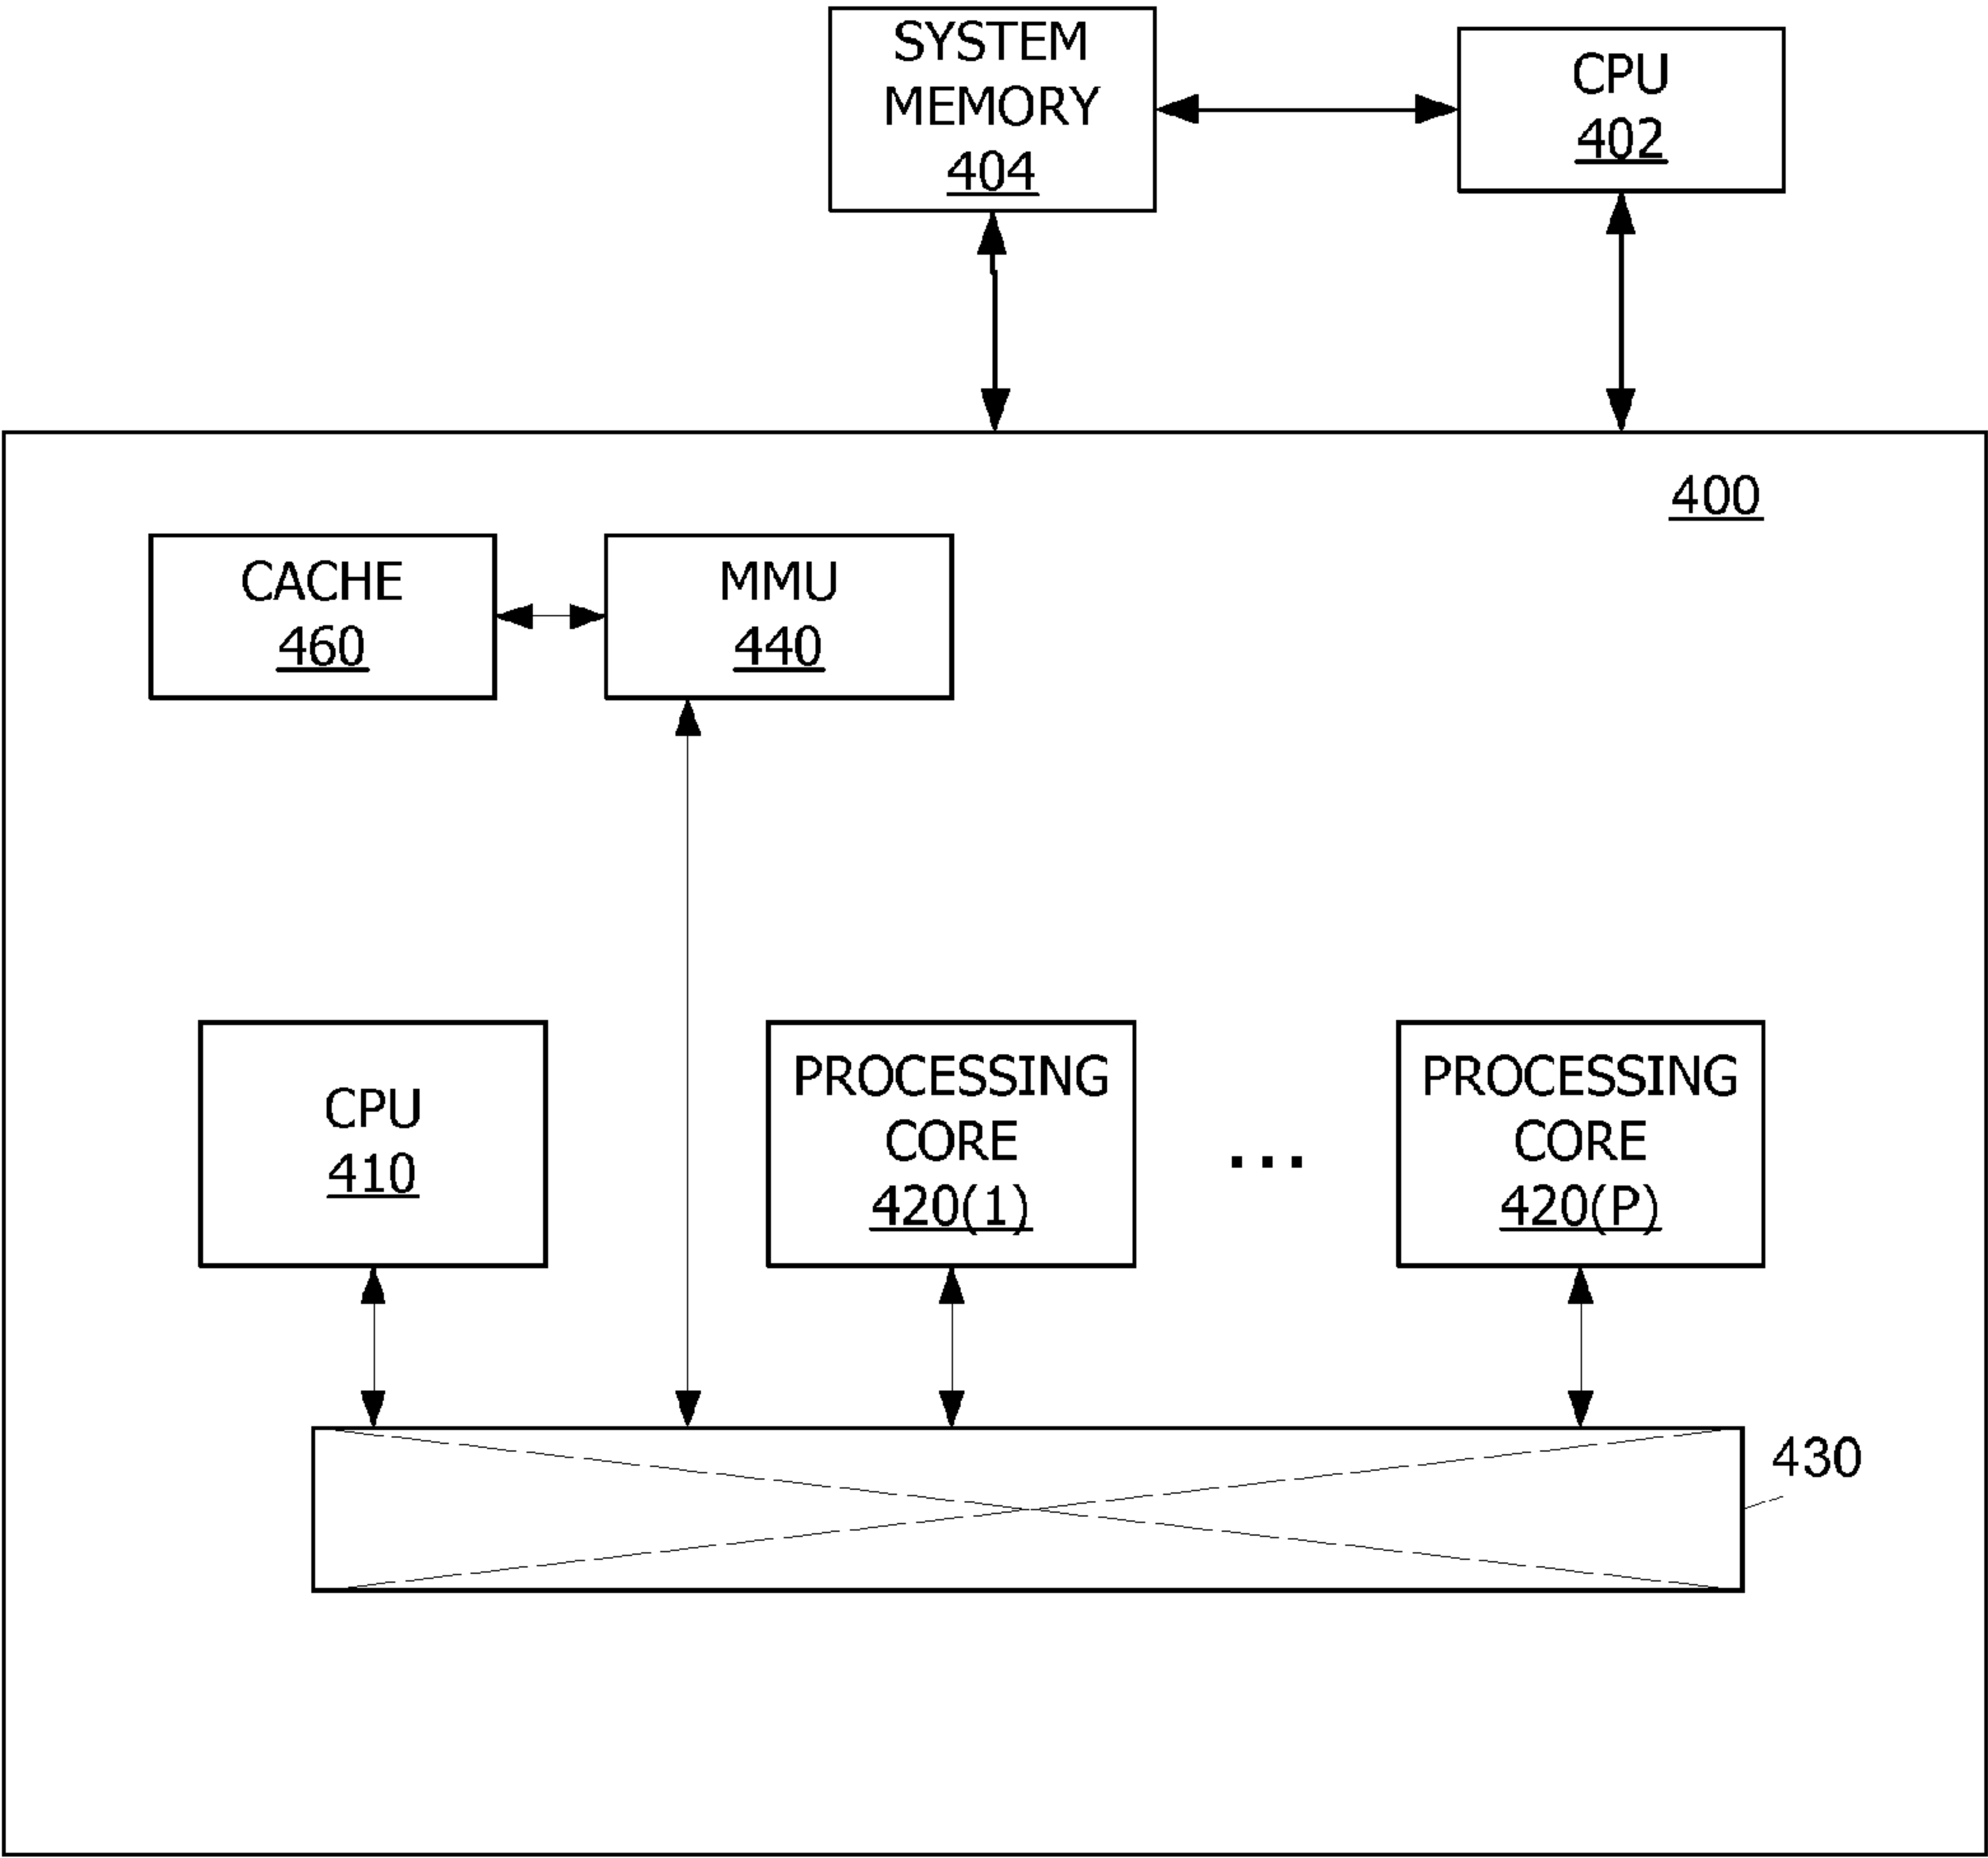 SYSTEM
MEMORY
404
CPU
402
400
CACHE
460
MMU
440
CPU
410
PROCESSING
CORE
420(1)
...
PROCESSING
CORE
420(P)
430